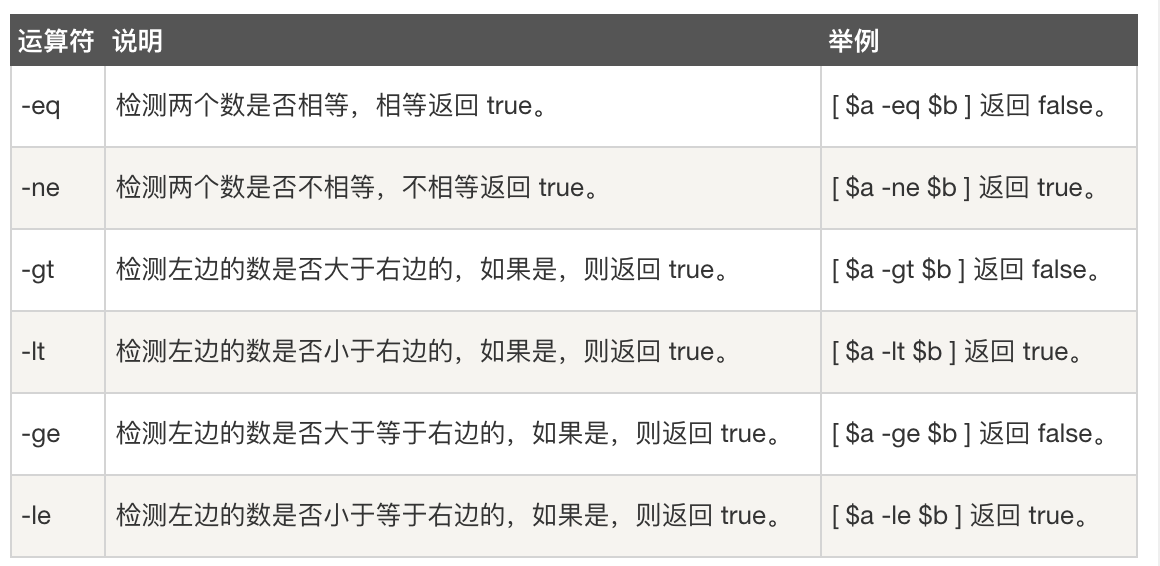 运算符 说明 举例
-eq 检测两个数是否相等，相等返回 true。 [ $a -eq $b ] 返回 false。
-ne 检测两个数是否不相等，不相等返回 true。 [ $a -ne $b ] 返回 true。
-gt 检测左边的数是否大于右边的，如果是，则返回 true。 [ $a -gt $b ] 返回 false。
-lt 检测左边的数是否小于右边的，如果是，则返回 true。 [ $a -lt $b ] 返回 true。
-ge 检测左边的数是否大于等于右边的，如果是，则返回 true。 [ $a -ge $b ] 返回 false。
-le 检测左边的数是否小于等于右边的，如果是，则返回 true。 [ $a -le $b ] 返回 true。